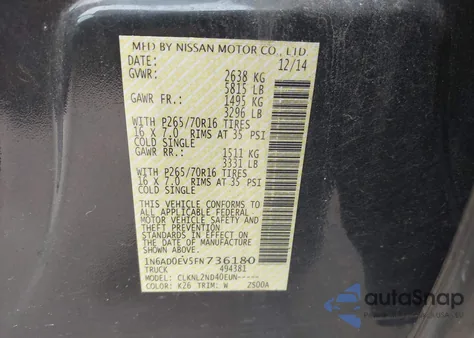 MFD BY NISSAN MOTOR CO., LTD.
DATE: 12/14
GVWR: 2638 KG
5815 LB
GAWR FR.: 1495 KG
3296 LB
WITH P265/70R16 TIRES
16 X 7.0 RIMS AT 35 PSI
COLD SINGLE
GAWR RR.: 1511 KG
3331 LB
WITH P265/70R16 TIRES
16 X 7.0 RIMS AT 35 PSI
COLD SINGLE
THIS VEHICLE CONFORMS TO
ALL APPLICABLE FEDERAL
MOTOR VEHICLE SAFETY AND
THEFT PREVENTION
STANDARDS IN EFFECT ON
THE DATE OF MANUFACTURE
SHOWN ABOVE.
1N6AD0EV5FN736180
TRUCK 494381
MODEL: CLKNL2ND40EUN-----
COLOR: K26 TRIM: W ZS00A
autoSnap
POWERED BY